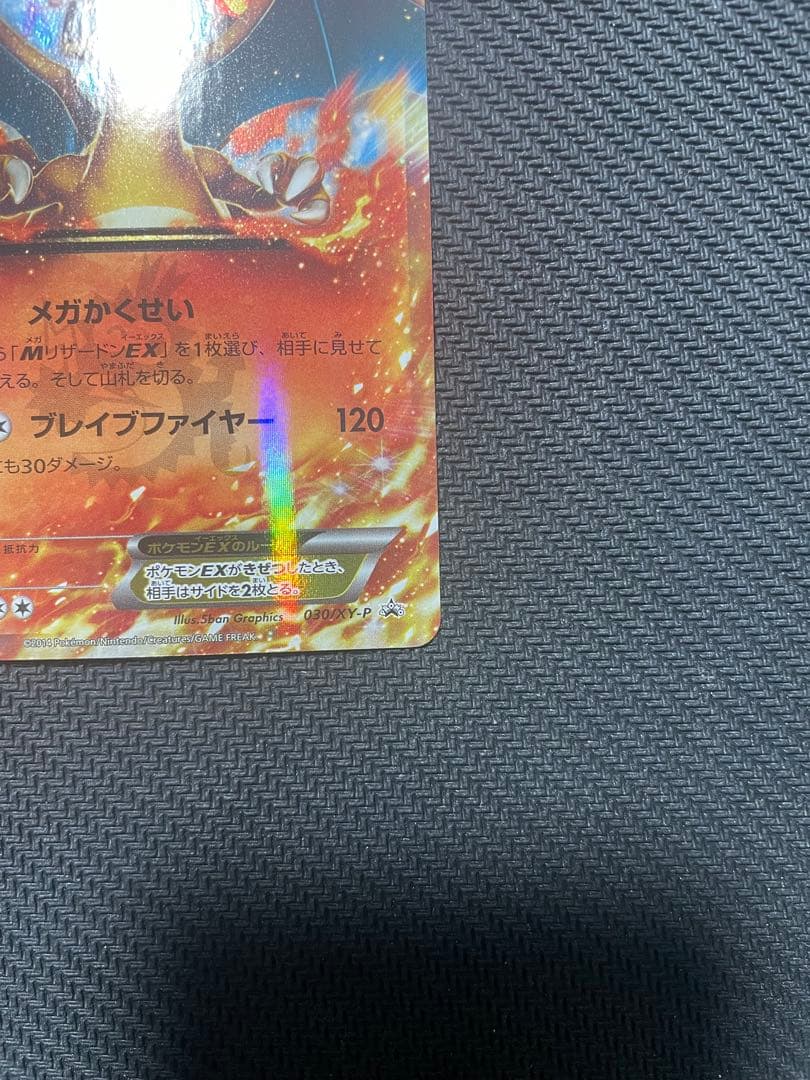 メガかくせい
「MリザードンEX」を1枚選び、相手に見せて
える。そして山札を切る。
ブレイブファイヤー 120
も30ダメージ。
抵抗力
ポケモンEXのルール
ポケモンEXがきぜつしたとき、
相手はサイドを2枚とる。
Illus.5ban Graphics 030/XY-P
©2014 Pokémon/Nintendo/Creatures/GAME FREAK